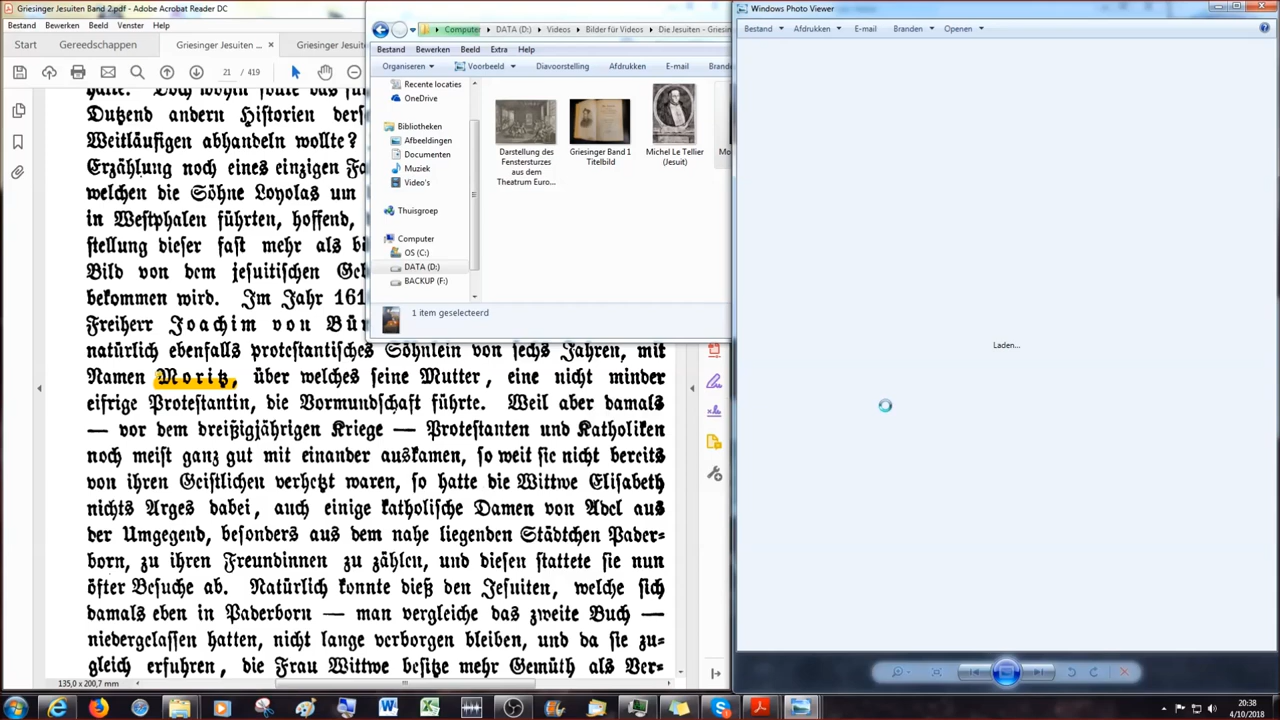 Griesinger Jesuiten Band 2.pdf - Adobe Acrobat Reader DC
Bestand Bewerken Beeld Venster Help
Start Gereedschappen Griesinger Jesuiten ... × Griesinger Jesuite
21 / 419
Dutzend andern Historien ders
Weitläufigen abhandeln wollte?
Erzählung noch eines einzigen Fa
welchen die Söhne Loyolas um
in Westphalen führten, hoffend,
stellung dieser fast mehr als bi
Bild von dem jesuitischen Geb
bekommen wird. Im Jahr 161
Freiherr Joachim von Bün
natürlich ebenfalls protestantisches Söhnlein von sechs Jahren, mit
Namen Moritz, über welches seine Mutter, eine nicht minder
eifrige Protestantin, die Vormundschaft führte. Weil aber damals
— vor dem dreißigjährigen Kriege — Protestanten und Katholiken
noch meist ganz gut mit einander auskamen, so weit sie nicht bereits
von ihren Geistlichen verhetzt waren, so hatte die Wittwe Elisabeth
nichts Arges dabei, auch einige katholische Damen von Adel aus
der Umgegend, besonders aus dem nahe liegenden Städtchen Pader-
born, zu ihren Freundinnen zu zählen, und diesen stattete sie nun
öfter Besuche ab. Natürlich konnte dieß den Jesuiten, welche sich
damals eben in Paderborn — man vergleiche das zweite Buch —
niedergelassen hatten, nicht lange verborgen bleiben, und da sie zu-
gleich erfuhren, die Frau Wittwe besitze mehr Gemüth als Ver-
135,0 x 200,7 mm
Computer DATA (D:) Videos Bilder für Videos Die Jesuiten - Griesin
Bestand Bewerken Beeld Extra Help
Organiseren Voorbeeld Diavoorstelling Afdrukken E-mail Brande
Recente locaties
OneDrive
Bibliotheken
Afbeeldingen
Documenten
Muziek
Video's
Thuisgroep
Computer
OS (C:)
DATA (D:)
BACKUP (F:)
Darstellung des
Fenstersturzes
aus dem
Theatrum Euro...
Griesinger Band 1
Titelbild
Michel Le Tellier
(Jesuit)
Mo
1 item geselecteerd
Windows Photo Viewer
Bestand Afdrukken E-mail Branden Openen
Laden...
20:38
4/10/2018